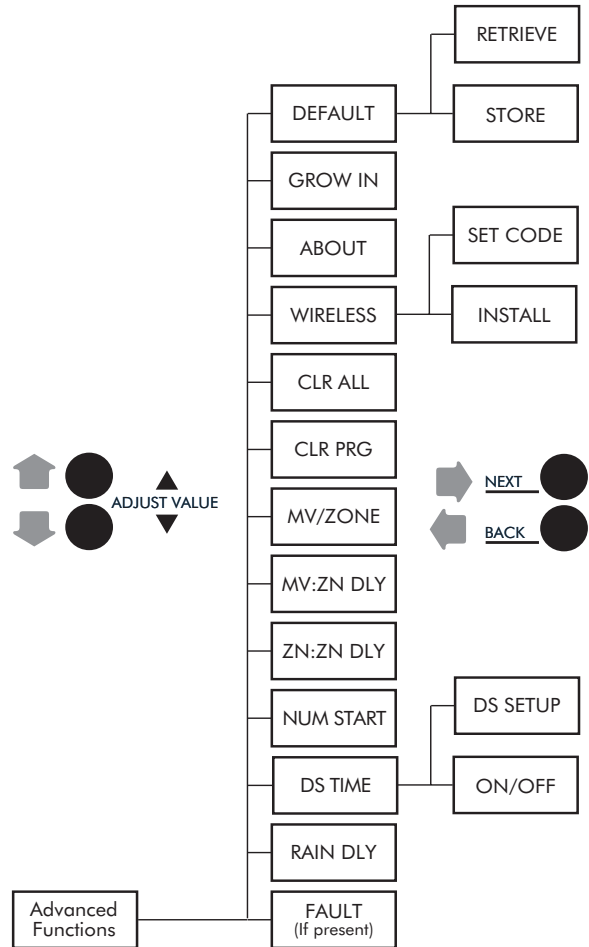 RETRIEVE
DEFAULT
STORE
GROW IN
ABOUT
SET CODE
WIRELESS
INSTALL
CLR ALL
CLR PRG
ADJUST VALUE
MV/ZONE
NEXT
BACK
MV:ZN DLY
ZN:ZN DLY
NUM START
DS SETUP
DS TIME
ON/OFF
RAIN DLY
Advanced
Functions
FAULT
(If present)